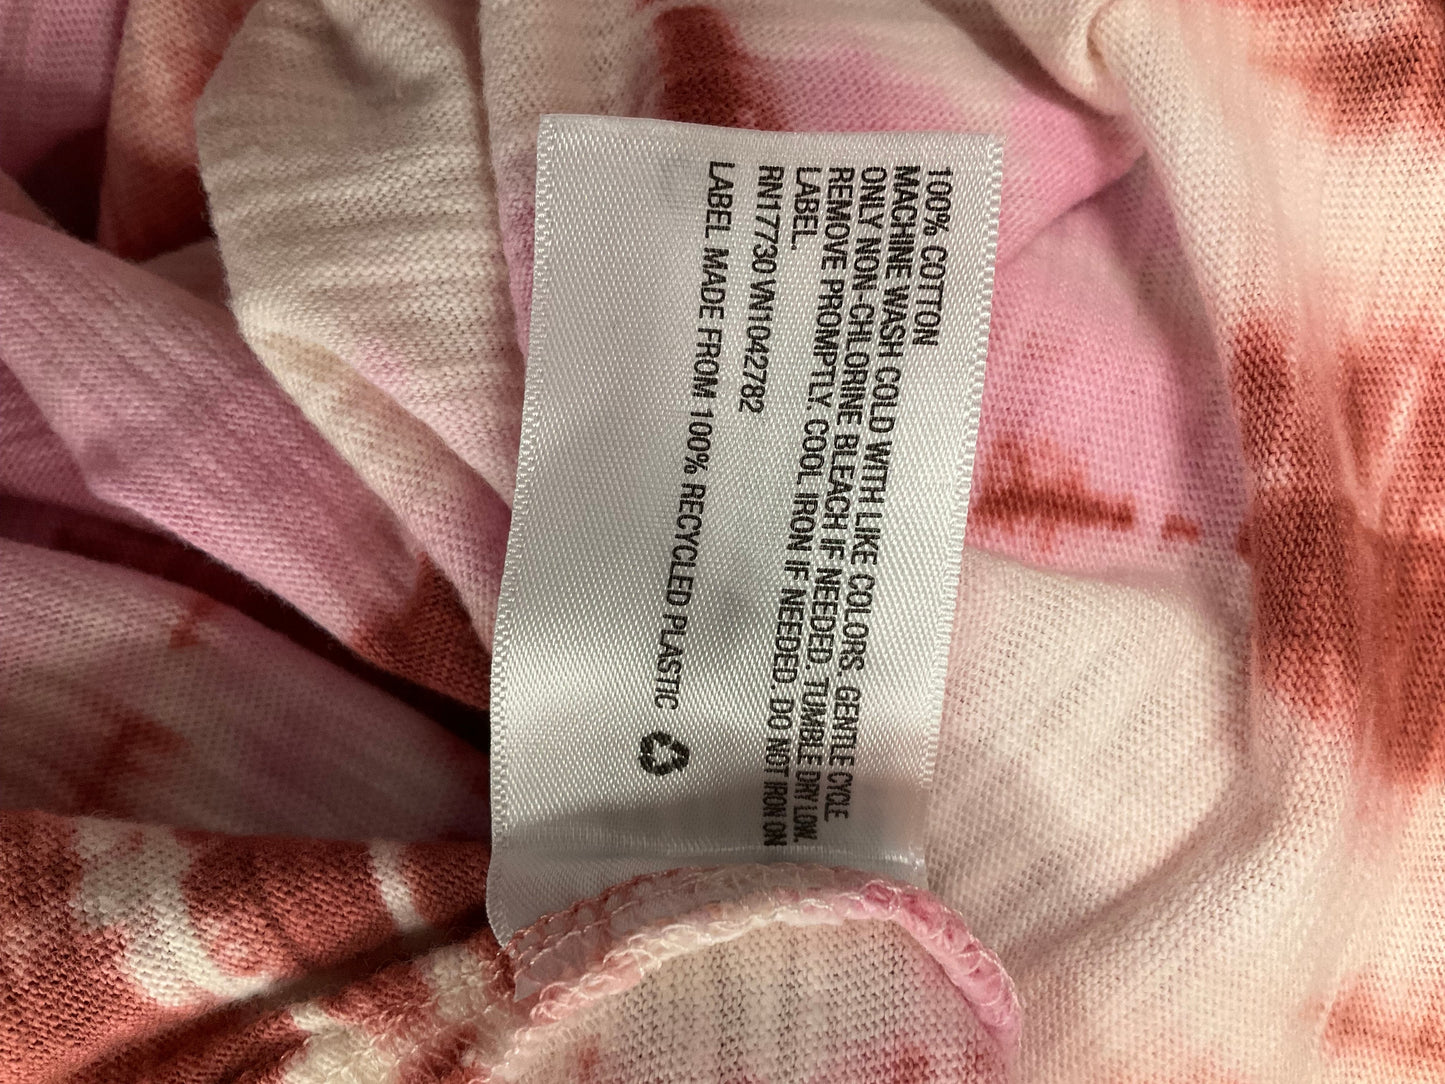 100% COTTON
MACHINE WASH COLD WITH LIKE COLORS. GENTLE CYCLE
ONLY NON-CHLORINE BLEACH IF NEEDED. TUMBLE DRY LOW.
REMOVE PROMPTLY. COOL IRON IF NEEDED. DO NOT IRON ON
LABEL.
RN17730 VN1042782
LABEL MADE FROM 100% RECYCLED PLASTIC